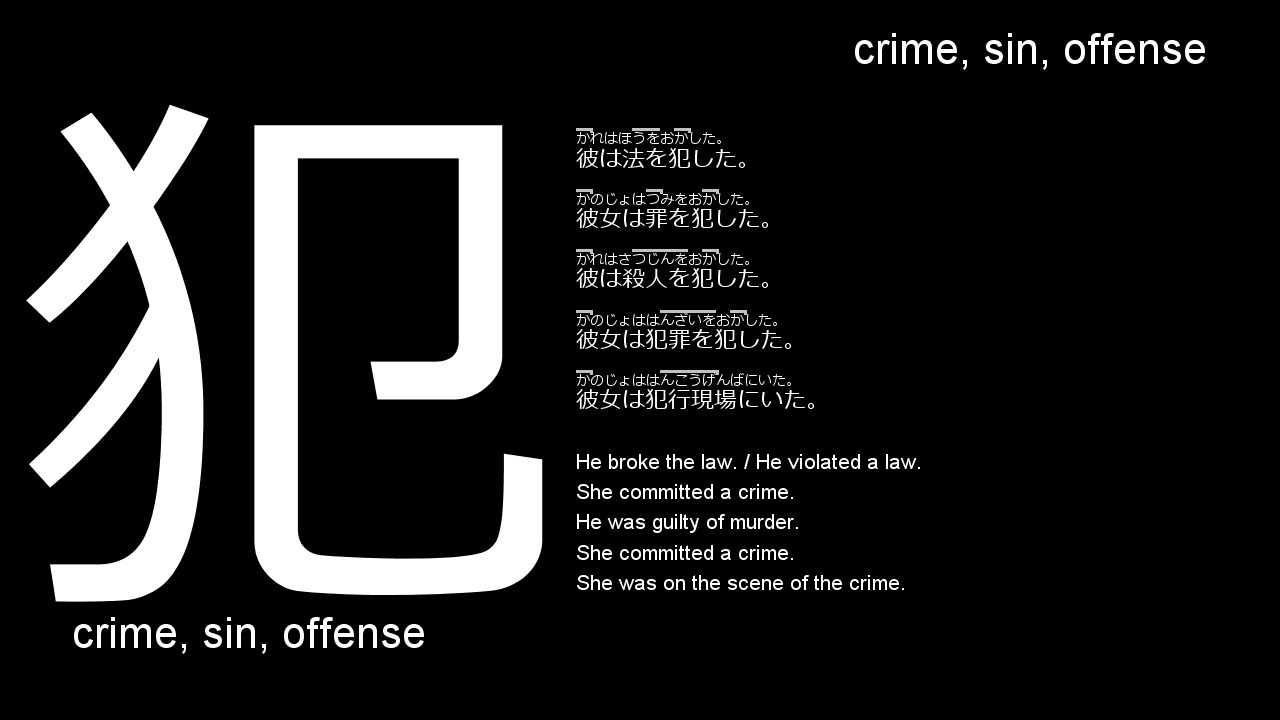 crime, sin, offense
犯
かれはほうをおかした。
彼は法を犯した。
かのじょはつみをおかした。
彼女は罪を犯した。
かれはさつじんをおかした。
彼は殺人を犯した。
かのじょははんざいをおかした。
彼女は犯罪を犯した。
かのじょははんこうげんばにいた。
彼女は犯行現場にいた。
He broke the law. / He violated a law.
She committed a crime.
He was guilty of murder.
She committed a crime.
She was on the scene of the crime.
crime, sin, offense